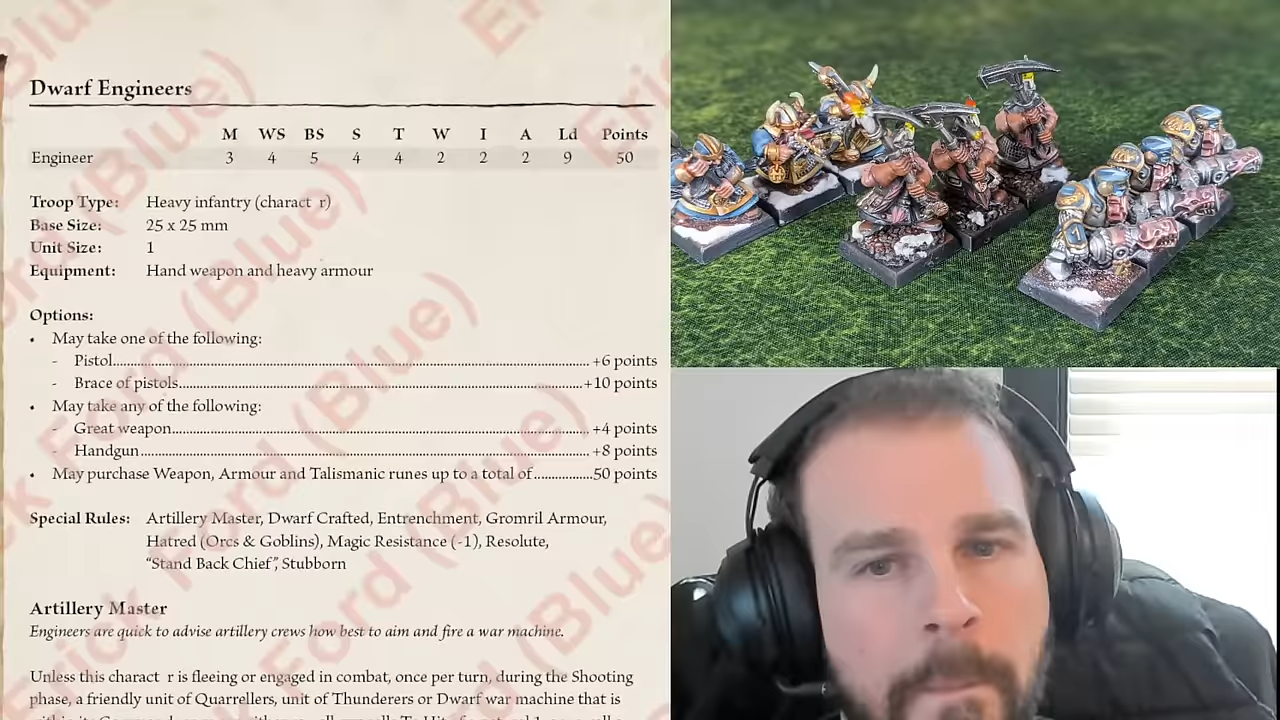 Dwarf Engineers
M WS BS S T W I A Ld Points
Engineer 3 4 5 4 4 2 2 2 9 50
Troop Type: Heavy infantry (charact r)
Base Size: 25 x 25 mm
Unit Size: 1
Equipment: Hand weapon and heavy armour
Options:
• May take one of the following:
- Pistol +6 points
- Brace of pistols +10 points
• May take any of the following:
- Great weapon +4 points
- Handgun +8 points
• May purchase Weapon, Armour and Talismanic runes up to a total of 50 points
Special Rules: Artillery Master, Dwarf Crafted, Entrenchment, Gromril Armour,
Hatred (Orcs & Goblins), Magic Resistance (-1), Resolute,
“Stand Back Chief”, Stubborn
Artillery Master
Engineers are quick to advise artillery crews how best to aim and fire a war machine.
Unless this charact r is fleeing or engaged in combat, once per turn, during the Shooting
phase, a friendly unit of Quarrellers, unit of Thunderers or Dwarf war machine that is